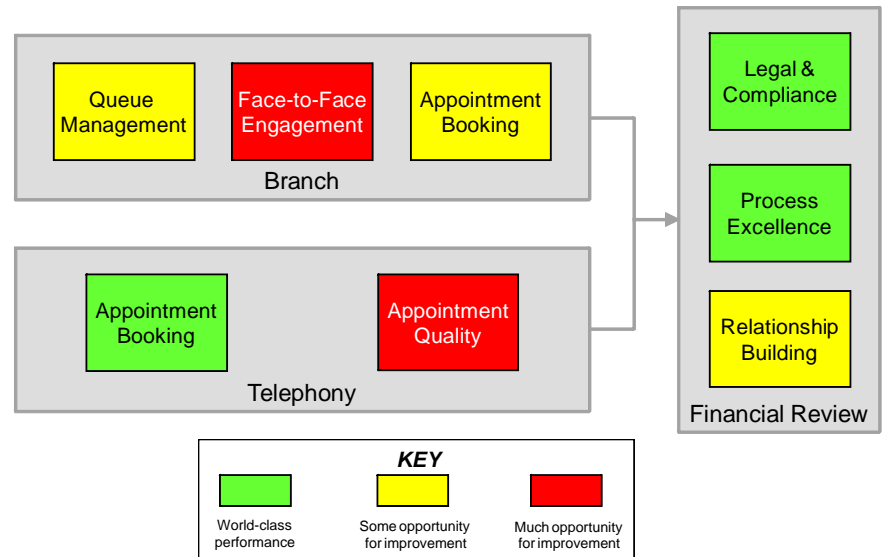 Queue
Management
Face-to-Face
Engagement
Appointment
Booking
Branch
Appointment
Booking
Appointment
Quality
Telephony
Legal &
Compliance
Process
Excellence
Relationship
Building
Financial Review
KEY
World-class
performance
Some opportunity
for improvement
Much opportunity
for improvement